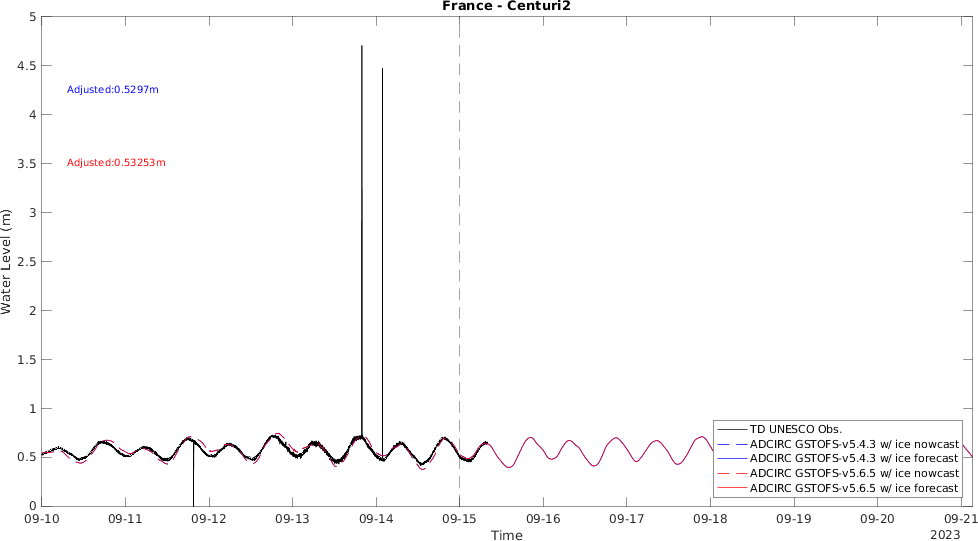 France - Centuri2
5
4.5
4
3.5
3
2.5
2
1.5
1
0.5
0
Water Level (m)
Adjusted:0.5297m
Adjusted:0.53253m
TD UNESCO Obs.
ADCIRC GSTOFS-v5.4.3 w/ ice nowcast
ADCIRC GSTOFS-v5.4.3 w/ ice forecast
ADCIRC GSTOFS-v5.6.5 w/ ice nowcast
ADCIRC GSTOFS-v5.6.5 w/ ice forecast
09-10 09-11 09-12 09-13 09-14 09-15 09-16 09-17 09-18 09-19 09-20 09-21
Time
2023